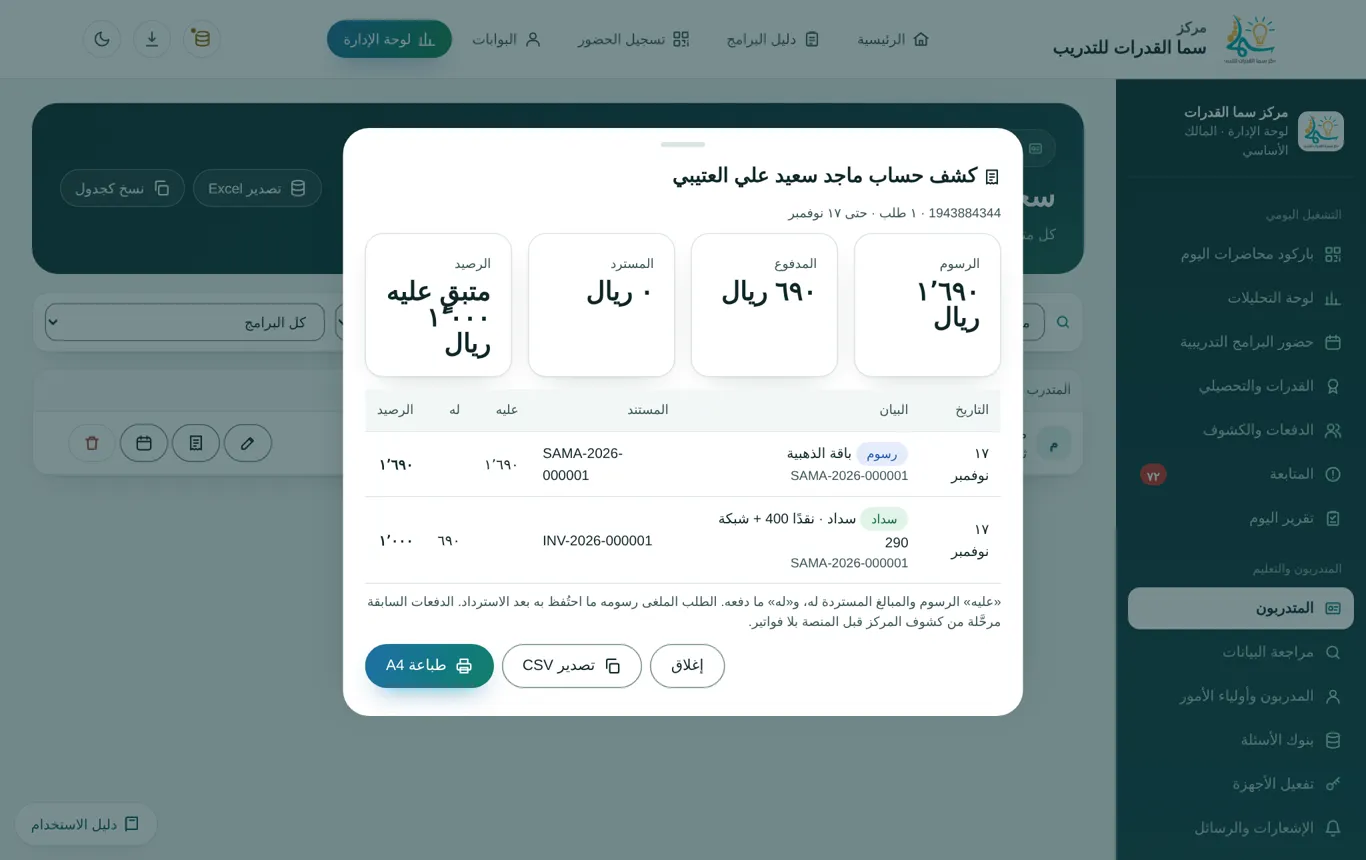 مركز
سما القدرات للتدريب
الرئيسية
دليل البرامج
تسجيل الحضور
البوابات
لوحة الإدارة
مركز سما القدرات
لوحة الإدارة · المالك
الأساسي
التشغيل اليومي
باركود محاضرات اليوم
لوحة التحليلات
حضور البرامج التدريبية
القدرات والتحصيلي
الدفعات والكشوف
المتابعة
٧٢
تقرير اليوم
المتدربون والتعليم
المتدربون
مراجعة البيانات
المدربون وأولياء الأمور
بنوك الأسئلة
تفعيل الأجهزة
الإشعارات والرسائل
تصدير Excel
نسخ كجدول
كل البرامج
المتدرب
م
كشف حساب ماجد سعيد علي العتيبي
1943884344 · ١ طلب · حتى ١٧ نوفمبر
الرسوم
١٬٦٩٠
ريال
المدفوع
٦٩٠ ريال
المسترد
٠ ريال
الرصيد
متبقٍ عليه
١٬٠٠٠
ريال
التاريخ البيان المستند عليه له الرصيد
١٧
نوفمبر
رسوم باقة الذهبية
SAMA-2026-000001
SAMA-2026-
000001
١٬٦٩٠
١٬٦٩٠
١٧
نوفمبر
سداد سداد · نقدًا 400 + شبكة
290
SAMA-2026-000001
INV-2026-000001
٦٩٠
١٬٠٠٠
«عليه» الرسوم والمبالغ المستردة له، و«له» ما دفعه. الطلب الملغى رسومه ما احتُفظ به بعد الاسترداد. الدفعات السابقة
مرحَّلة من كشوف المركز قبل المنصة بلا فواتير.
إغلاق
تصدير CSV
طباعة A4
دليل الاستخدام